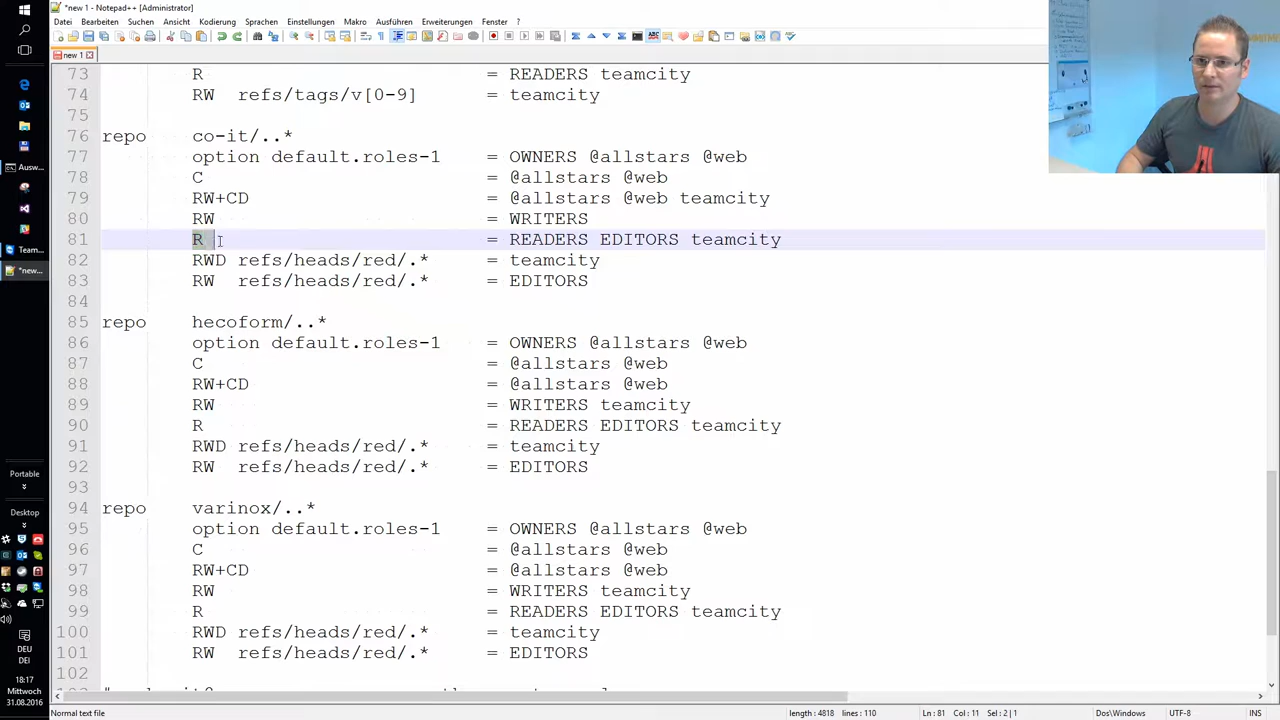 *new 1 - Notepad++ [Administrator]
Datei Bearbeiten Suchen Ansicht Kodierung Sprachen Einstellungen Makro Ausführen Erweiterungen Fenster ?
new 1
73 R = READERS teamcity
74 RW refs/tags/v[0-9] = teamcity
75
76 repo co-it/..*
77 option default.roles-1 = OWNERS @allstars @web
78 C = @allstars @web
79 RW+CD = @allstars @web teamcity
80 RW = WRITERS
81 R = READERS EDITORS teamcity
82 RWD refs/heads/red/.* = teamcity
83 RW refs/heads/red/.* = EDITORS
84
85 repo hecoform/..*
86 option default.roles-1 = OWNERS @allstars @web
87 C = @allstars @web
88 RW+CD = @allstars @web
89 RW = WRITERS teamcity
90 R = READERS EDITORS teamcity
91 RWD refs/heads/red/.* = teamcity
92 RW refs/heads/red/.* = EDITORS
93
94 repo varinox/..*
95 option default.roles-1 = OWNERS @allstars @web
96 C = @allstars @web
97 RW+CD = @allstars @web
98 RW = WRITERS teamcity
99 R = READERS EDITORS teamcity
100 RWD refs/heads/red/.* = teamcity
101 RW refs/heads/red/.* = EDITORS
102
Ausw...
Team...
*new...
Portable
Desktop
DEU
DEI
18:17
Mittwoch
31.08.2016
Normal text file length : 4818 lines : 110 Ln : 81 Col : 11 Sel : 2 | 1 Dos\Windows UTF-8 INS